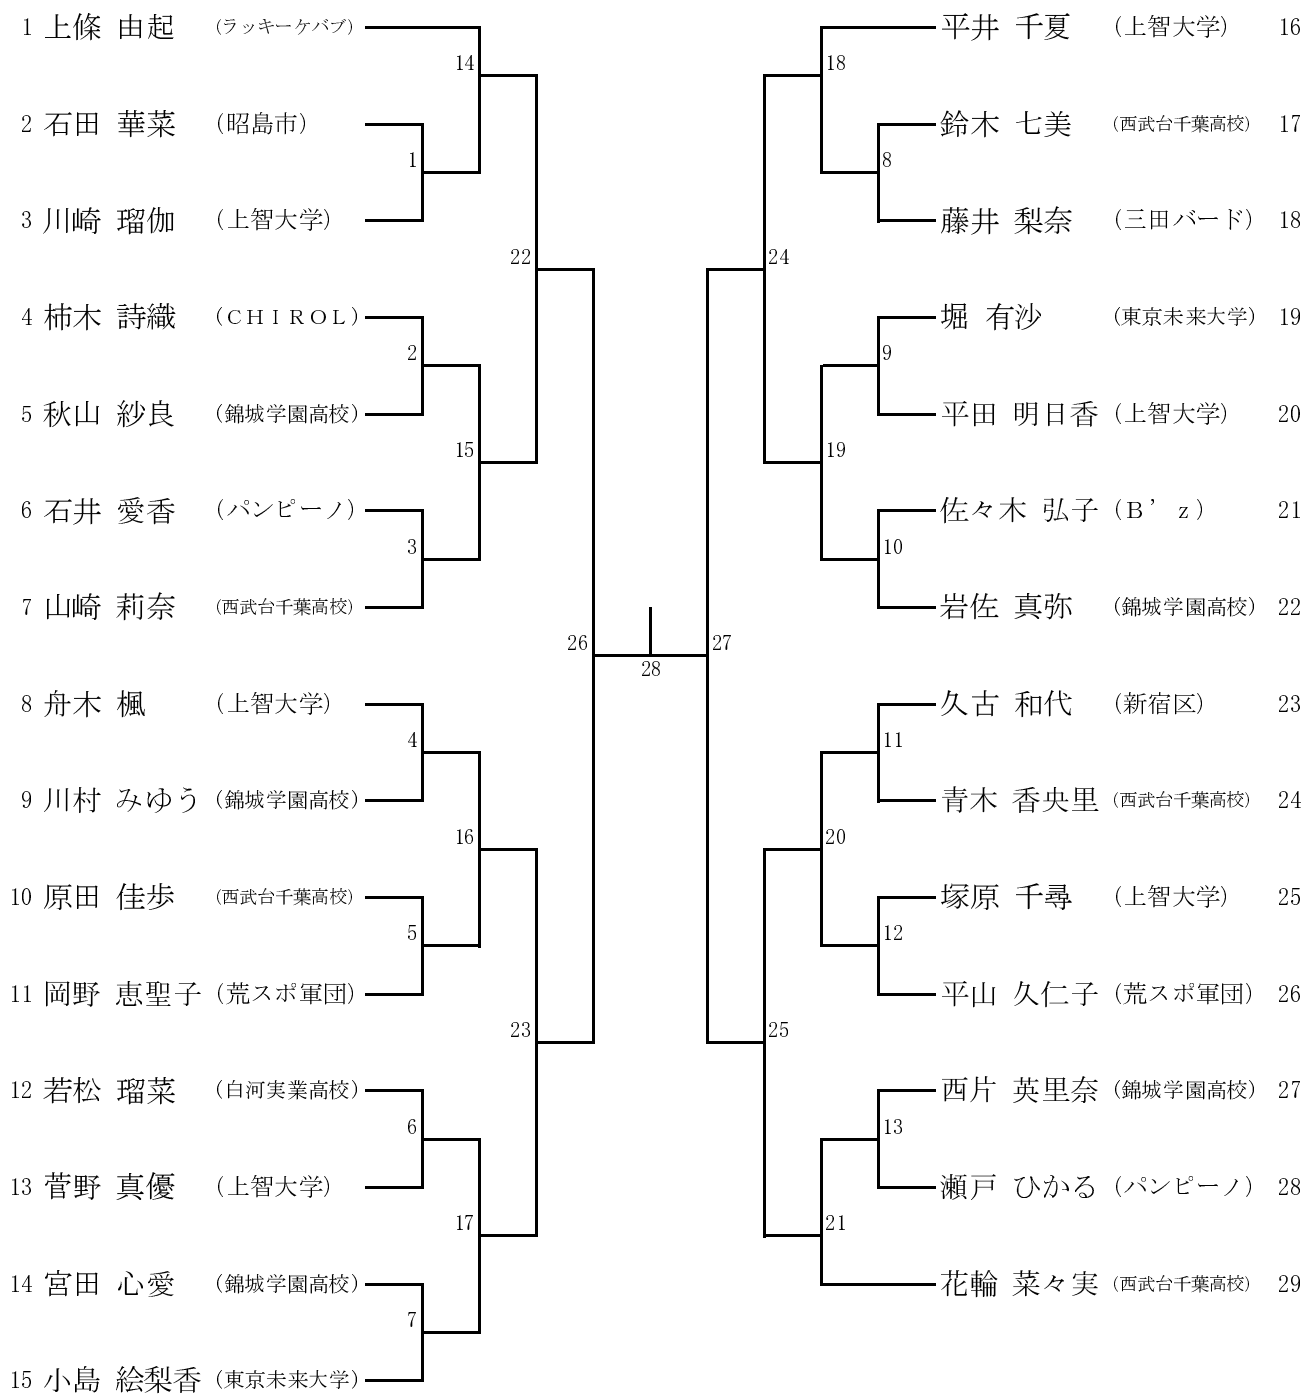 1 上條 由起 (ラッキーケバブ)
14
2 石田 華菜 (昭島市)
1
3 川崎 瑠伽 (上智大学)
22
4 柿木 詩織 (CHIROL)
2
5 秋山 紗良 (錦城学園高校)
15
6 石井 愛香 (パンピーノ)
3
7 山崎 莉奈 (西武台千葉高校)
26
8 舟木 楓 (上智大学)
4
9 川村 みゆう (錦城学園高校)
16
10 原田 佳歩 (西武台千葉高校)
5
11 岡野 恵聖子 (荒スポ軍団)
23
12 若松 瑠菜 (白河実業高校)
6
13 菅野 真優 (上智大学)
17
14 宮田 心愛 (錦城学園高校)
7
15 小島 絵梨香 (東京未来大学)
28
平井 千夏 (上智大学) 16
18
鈴木 七美 (西武台千葉高校) 17
8
藤井 梨奈 (三田バード) 18
24
堀 有沙 (東京未来大学) 19
9
平田 明日香 (上智大学) 20
19
佐々木 弘子 (B’z) 21
10
岩佐 真弥 (錦城学園高校) 22
27
久古 和代 (新宿区) 23
11
青木 香央里 (西武台千葉高校) 24
20
塚原 千尋 (上智大学) 25
12
平山 久仁子 (荒スポ軍団) 26
25
西片 英里奈 (錦城学園高校) 27
13
瀬戸 ひかる (パンピーノ) 28
21
花輪 菜々実 (西武台千葉高校) 29